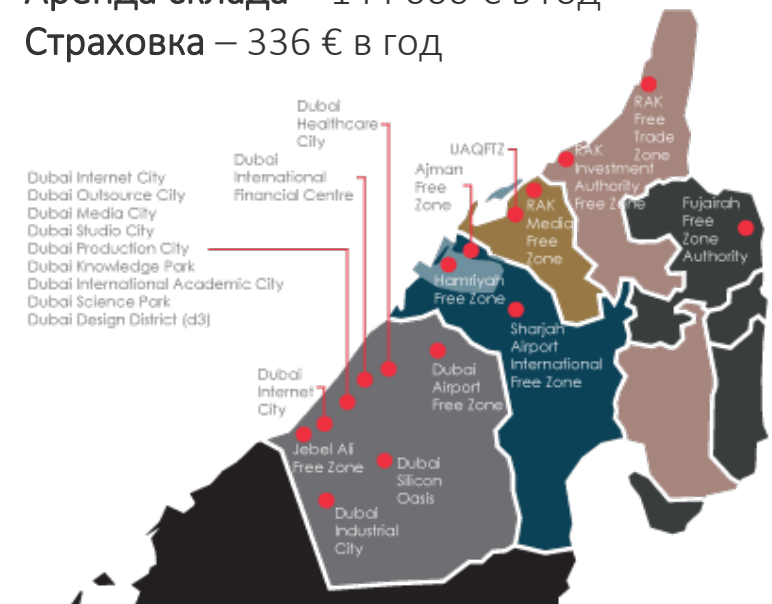 Страховка – 336 € в год
Dubai
Healthcare
City
Dubai
International
Financial Centre
UAQFTZ
Ajman
Free
Zone
RAK
Free
Trade
Zone
RAK
Investment
Authority
Free Zone
RAK
Media
Free
Zone
Fujairah
Free
Zone
Authority
Dubai Internet City
Dubai Outsource City
Dubai Media City
Dubai Studio City
Dubai Production City
Dubai Knowledge Park
Dubai International Academic City
Dubai Science Park
Dubai Design District (d3)
Hamriyah
Free Zone
Sharjah
Airport
International
Free Zone
Dubai
Airport
Free Zone
Dubai
Internet
City
Jebel Ali
Free Zone
Dubai
Silicon
Oasis
Dubai
Industrial
City